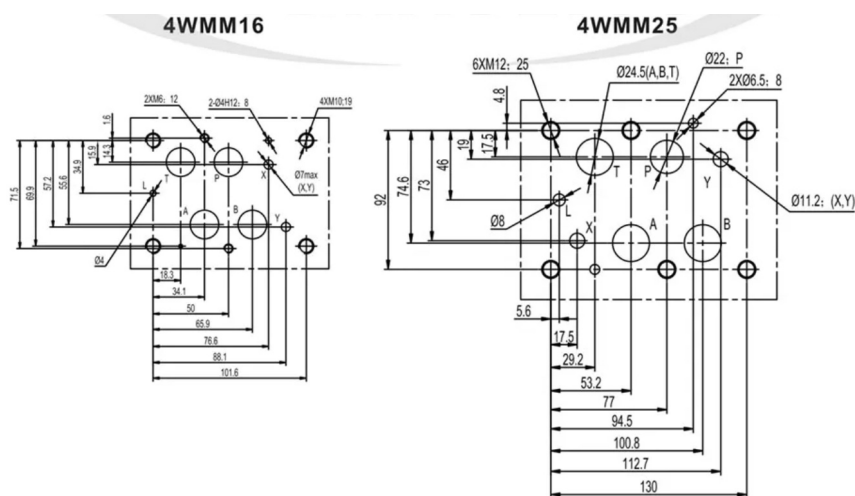 4WMM16
4WMM25
2XM6：12
2-Ø4H12：8
4XM10;19
1.6
14.3
15.9
34.9
55.6
57.2
69.9
71.5
T
P
X
Ø7max
(X,Y)
L
A
B
Y
Ø4
18.3
34.1
50
65.9
76.6
88.1
101.6
6XM12：25
Ø24.5(A,B,T)
Ø22：P
2XØ6.5：8
4.8
17.5
19
46
73
74.6
92
T
P
Y
Ø11.2：(X,Y)
Ø8
L
X
A
B
5.6
17.5
29.2
53.2
77
94.5
100.8
112.7
130